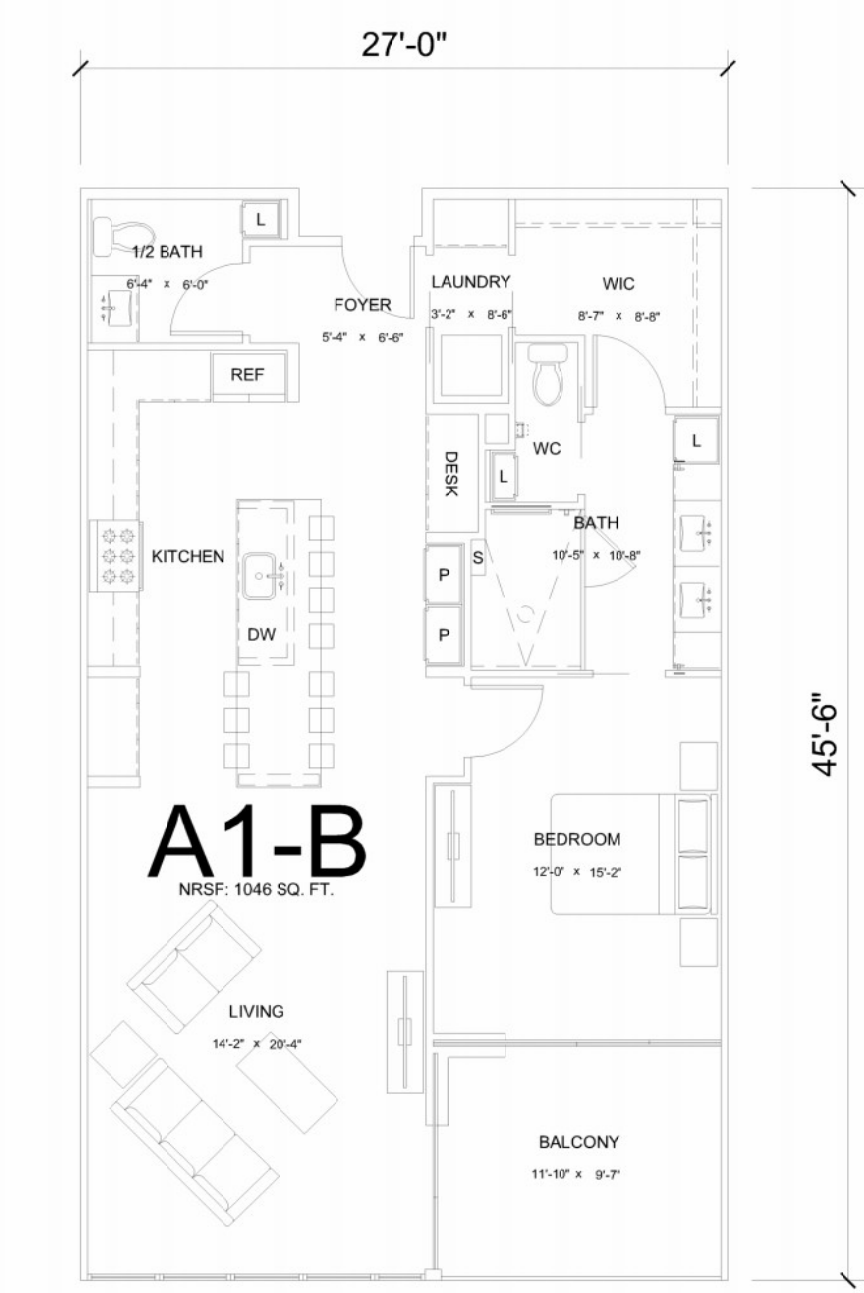 27'-0"
L
1/2 BATH
6'-4" x 6'-0"
LAUNDRY
3'-2" x 8'-6"
WIC
8'-7" x 8'-8"
FOYER
5'-4" x 6'-6"
REF
L
WC
DESK
L
BATH
10'-5" x 10'-8"
KITCHEN
S
P
DW
P
45'-6"
A1-B
NRSF: 1046 SQ. FT.
BEDROOM
12'-0" x 15'-2"
LIVING
14'-2" x 20'-4"
BALCONY
11'-10" x 9'-7"